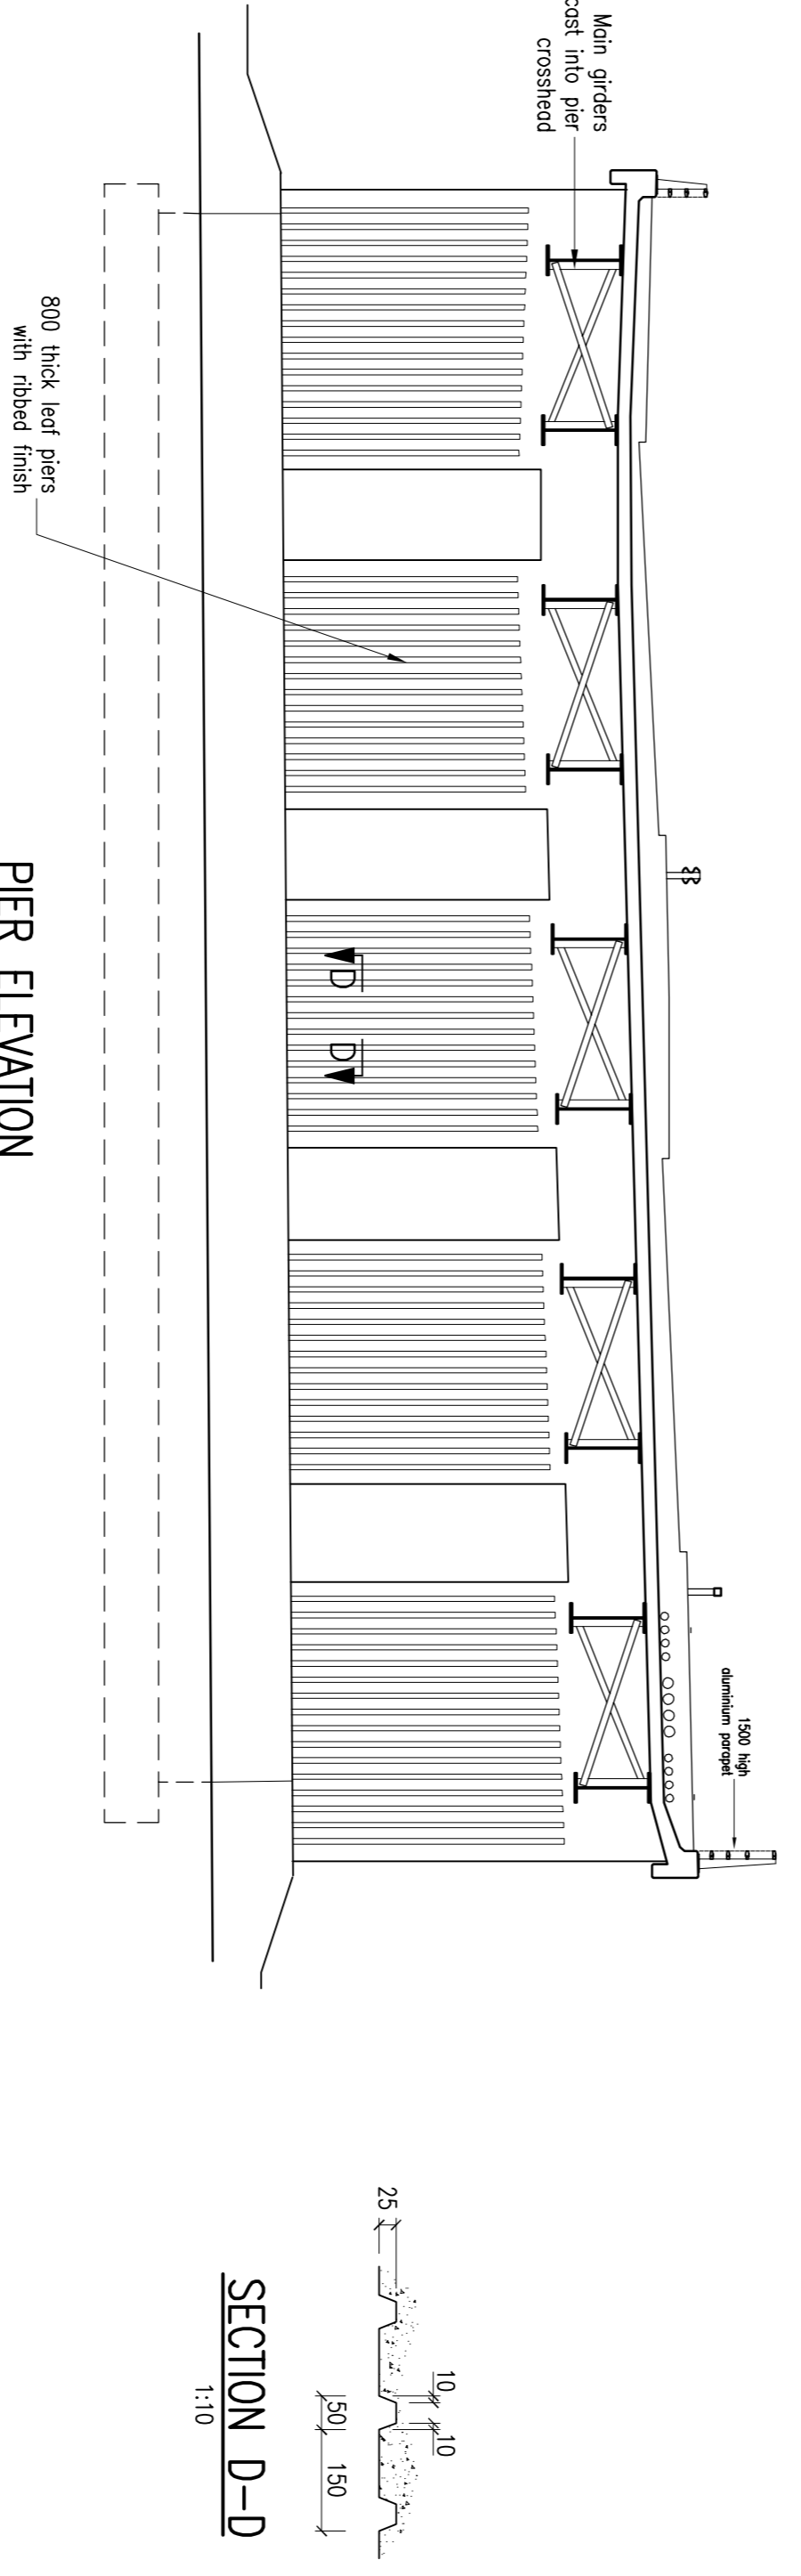 Main girders
cast into pier
crosshead
1500 high
aluminium parapet
D
D
800 thick leaf piers
with ribbed finish
PIER ELEVATION
25
10
10
50
150
SECTION D-D
1:10